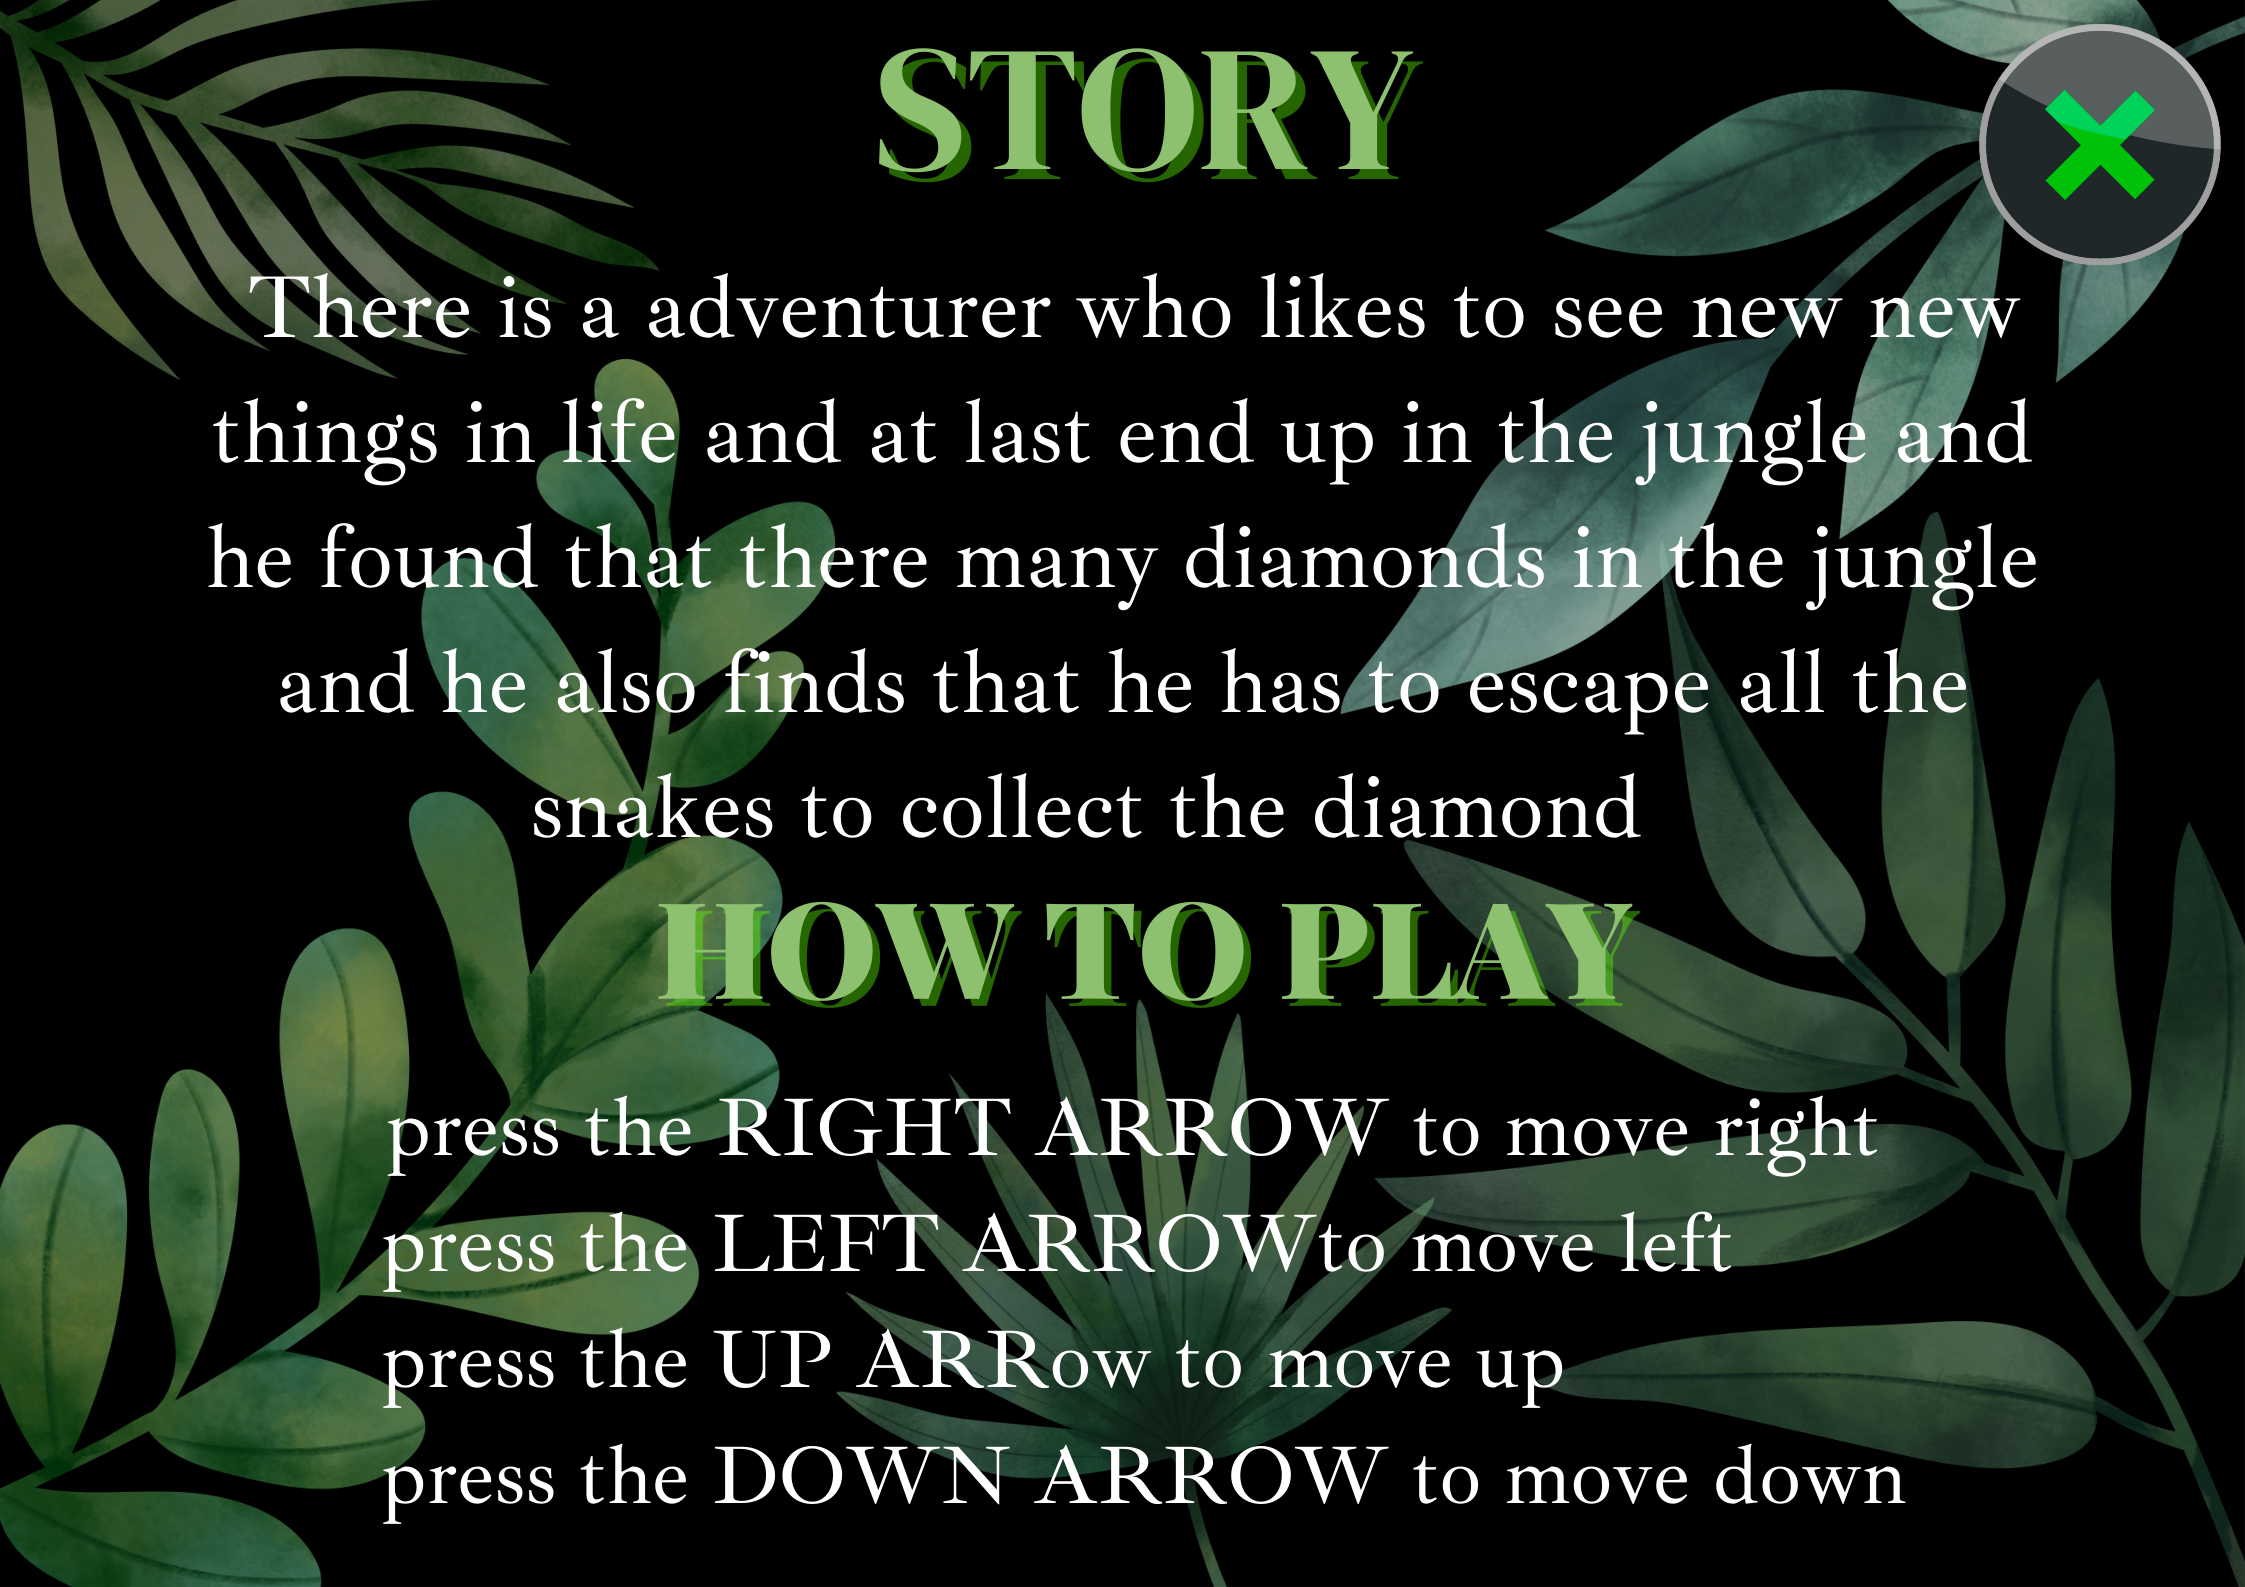 STORY
There is a adventurer who likes to see new new
things in life and at last end up in the jungle and
he found that there many diamonds in the jungle
and he also finds that he has to escape all the
snakes to collect the diamond
HOW TO PLAY
press the RIGHT ARROW to move right
press the LEFT ARROWto move left
press the UP ARRow to move up
press the DOWN ARROW to move down